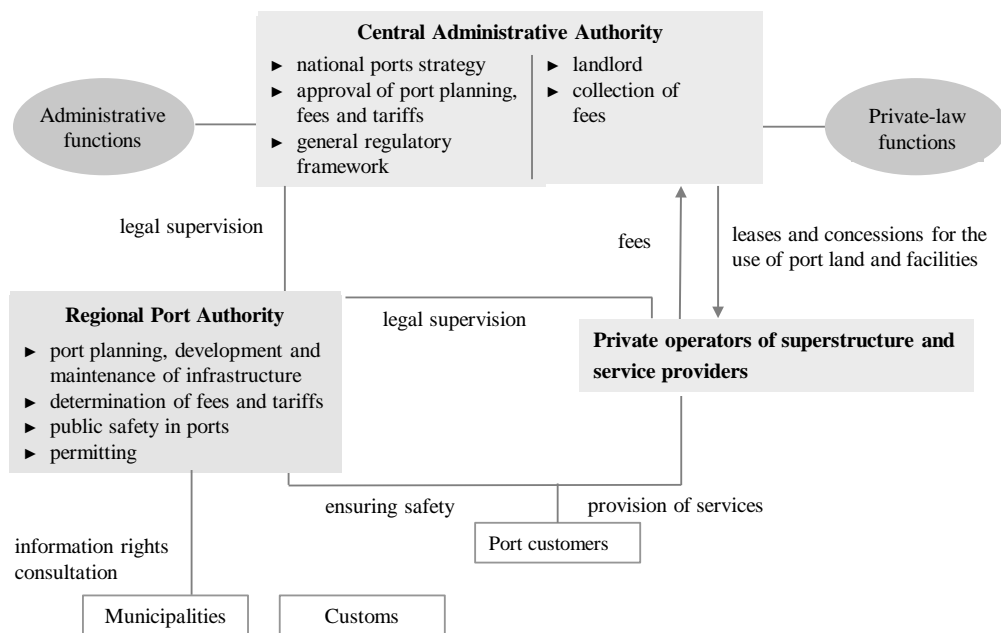 Central Administrative Authority
► national ports strategy
► approval of port planning,
fees and tariffs
► general regulatory
framework
► landlord
► collection of
fees
Administrative
functions
Private-law
functions
legal supervision
fees
leases and concessions for the
use of port land and facilities
Regional Port Authority
► port planning, development and
maintenance of infrastructure
► determination of fees and tariffs
► public safety in ports
► permitting
legal supervision
Private operators of superstructure and
service providers
ensuring safety
provision of services
Port customers
information rights
consultation
Municipalities
Customs